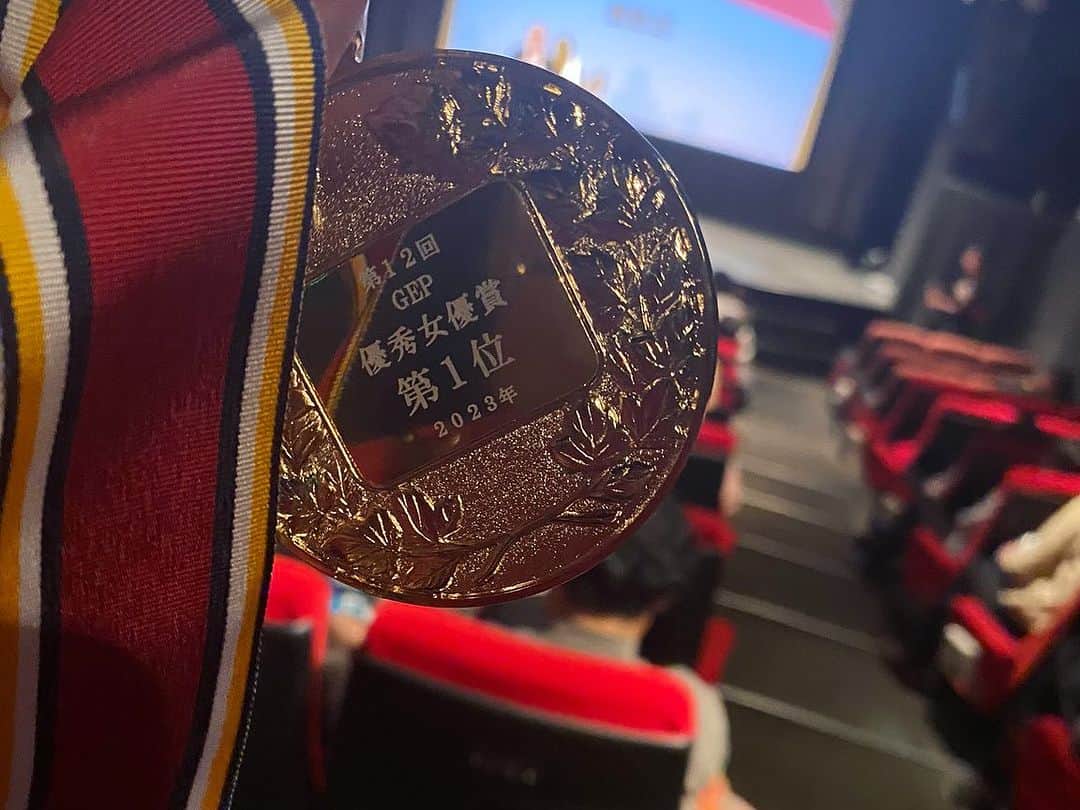 第12回
GEP
優秀女優賞
第1位
2023年